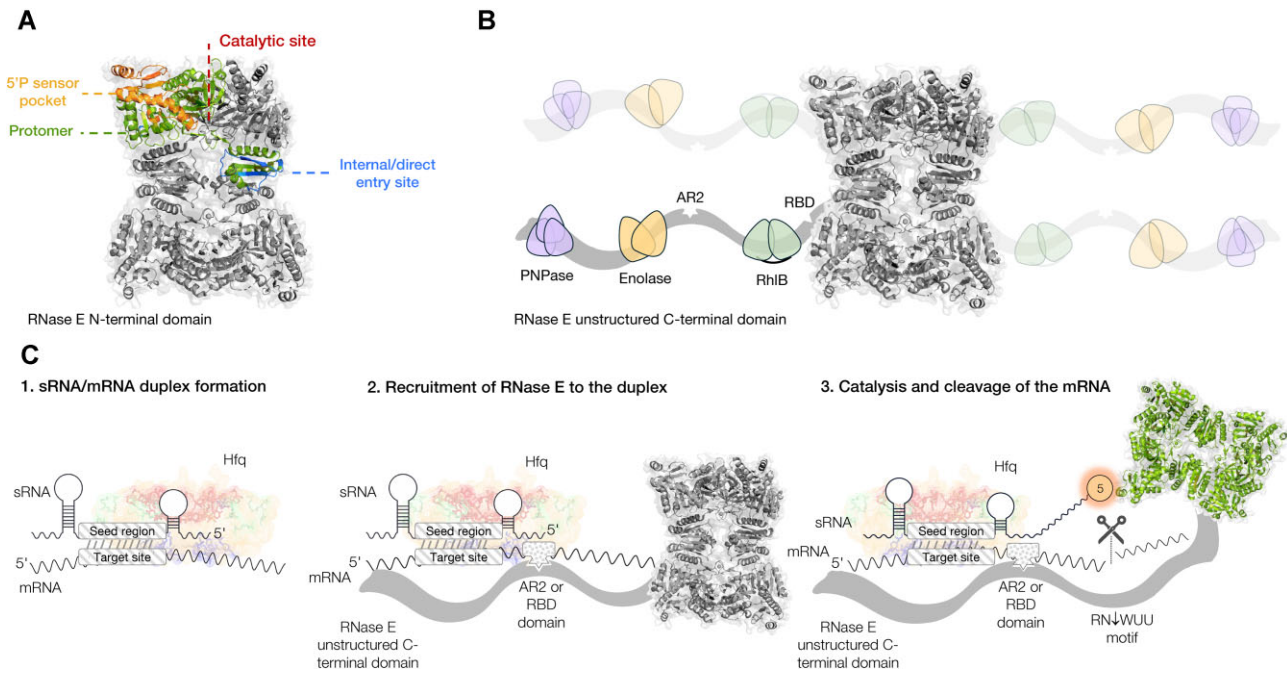 A
Catalytic site
5'P sensor
pocket
Protomer
Internal/direct
entry site
RNase E N-terminal domain
B
AR2
RBD
PNPase
Enolase
RhlB
RNase E unstructured C-terminal domain
C
1. sRNA/mRNA duplex formation
Hfq
sRNA
Seed region
5'
Target site
5'
mRNA
2. Recruitment of RNase E to the duplex
Hfq
sRNA
Seed region
5'
Target site
5'
mRNA
AR2 or
RBD
domain
RNase E
unstructured C-
terminal domain
3. Catalysis and cleavage of the mRNA
Hfq
5
sRNA
Seed region
mRNA
Target site
5'
AR2 or
RBD
domain
RN↓WUU
motif
RNase E
unstructured C-
terminal domain